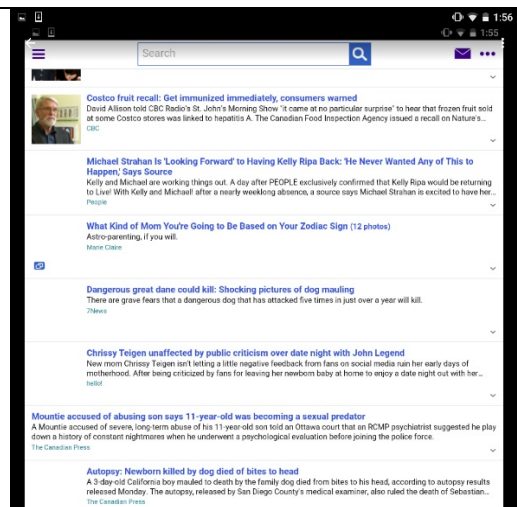 1:56
1:55
Search
Costco fruit recall: Get immunized immediately, consumers warned
David Allison told CBC Radio's St. John's Morning Show "it came at no particular surprise" to hear that frozen fruit sold
at some Costco stores was linked to hepatitis A. The Canadian Food Inspection Agency issued a recall on Nature's...
CBC
Michael Strahan Is 'Looking Forward' to Having Kelly Ripa Back: 'He Never Wanted Any of This to
Happen,' Says Source
Kelly and Michael are working things out. A day after PEOPLE exclusively confirmed that Kelly Ripa would be returning
to Live! With Kelly and Michael! after a nearly weeklong absence, a source says Michael Strahan is excited to have her...
People
What Kind of Mom You're Going to Be Based on Your Zodiac Sign (12 photos)
Astro-parenting, if you will.
Marie Claire
Dangerous great dane could kill: Shocking pictures of dog mauling
There are grave fears that a dangerous dog that has attacked five times in just over a year will kill.
7News
Chrissy Teigen unaffected by public criticism over date night with John Legend
New mom Chrissy Teigen isn't letting a little negative feedback from fans on social media ruin her early days of
motherhood. After being criticized by fans for leaving her newborn baby at home to enjoy a date night out with her...
hello!
Mountie accused of abusing son says 11-year-old was becoming a sexual predator
A Mountie accused of severe, long-term abuse of his 11-year-old son told an Ottawa court that an RCMP psychiatrist suggested he play
down a history of constant nightmares when he underwent a psychological evaluation before joining the police force.
The Canadian Press
Autopsy: Newborn killed by dog died of bites to head
A 3-day-old California boy mauled to death by the family dog died from bites to his head, according to autopsy results
released Monday. The autopsy, released by San Diego County's medical examiner, also ruled the death of Sebastian...
The Canadian Press